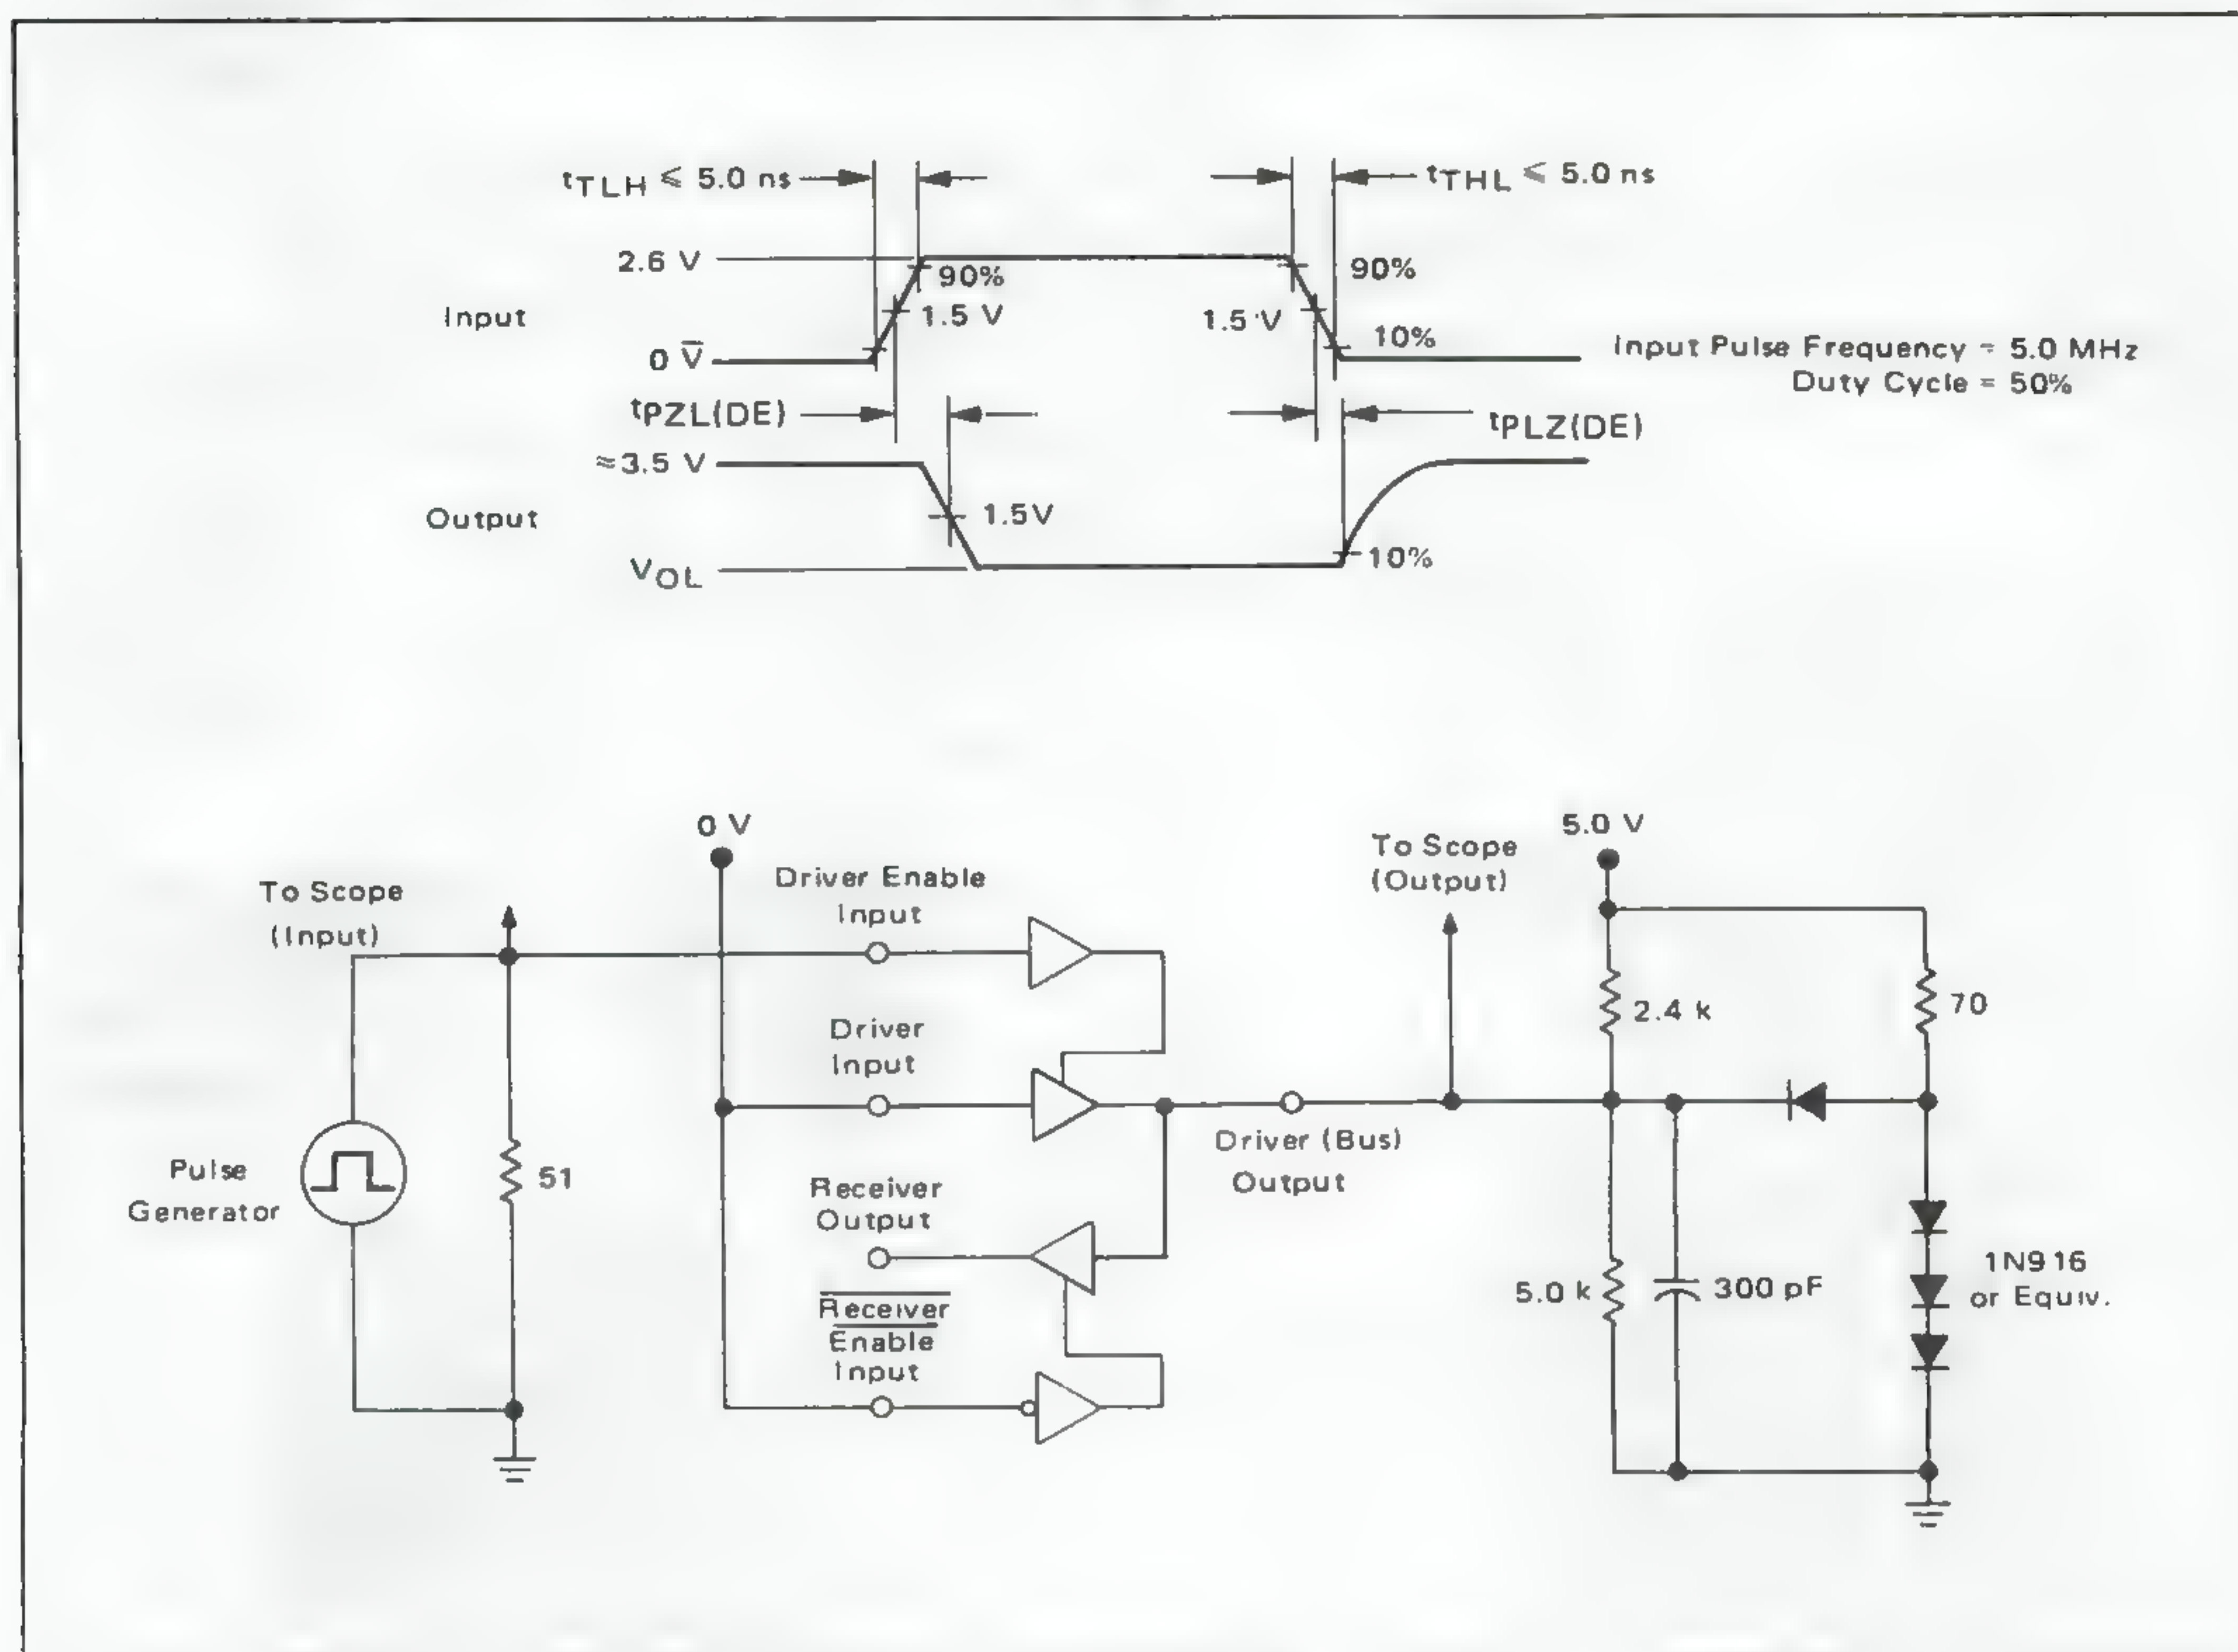 tTLH ≤ 5.0 ns
tTHL ≤ 5.0 ns
2.6 V
90%
90%
Input
1.5 V
1.5 V
0 V
10%
Input Pulse Frequency = 5.0 MHz
Duty Cycle = 50%
tPZL(DE)
tPLZ(DE)
≈3.5 V
Output
1.5V
VOL
10%
0 V
5.0 V
To Scope
(Input)
Driver Enable
Input
To Scope
(Output)
2.4 k
70
Driver
Input
Pulse
Generator
51
Driver (Bus)
Output
Receiver
Output
Receiver
Enable
Input
5.0 k
300 pF
1N916
or Equiv.